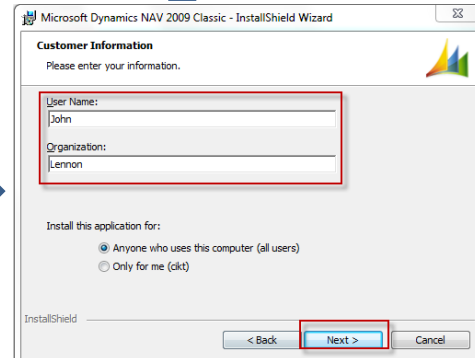 Microsoft Dynamics NAV 2009 Classic - InstallShield Wizard
Customer Information
Please enter your information.
User Name:
John
Organization:
Lennon
Install this application for:
Anyone who uses this computer (all users)
Only for me (cikt)
InstallShield
< Back Next > Cancel